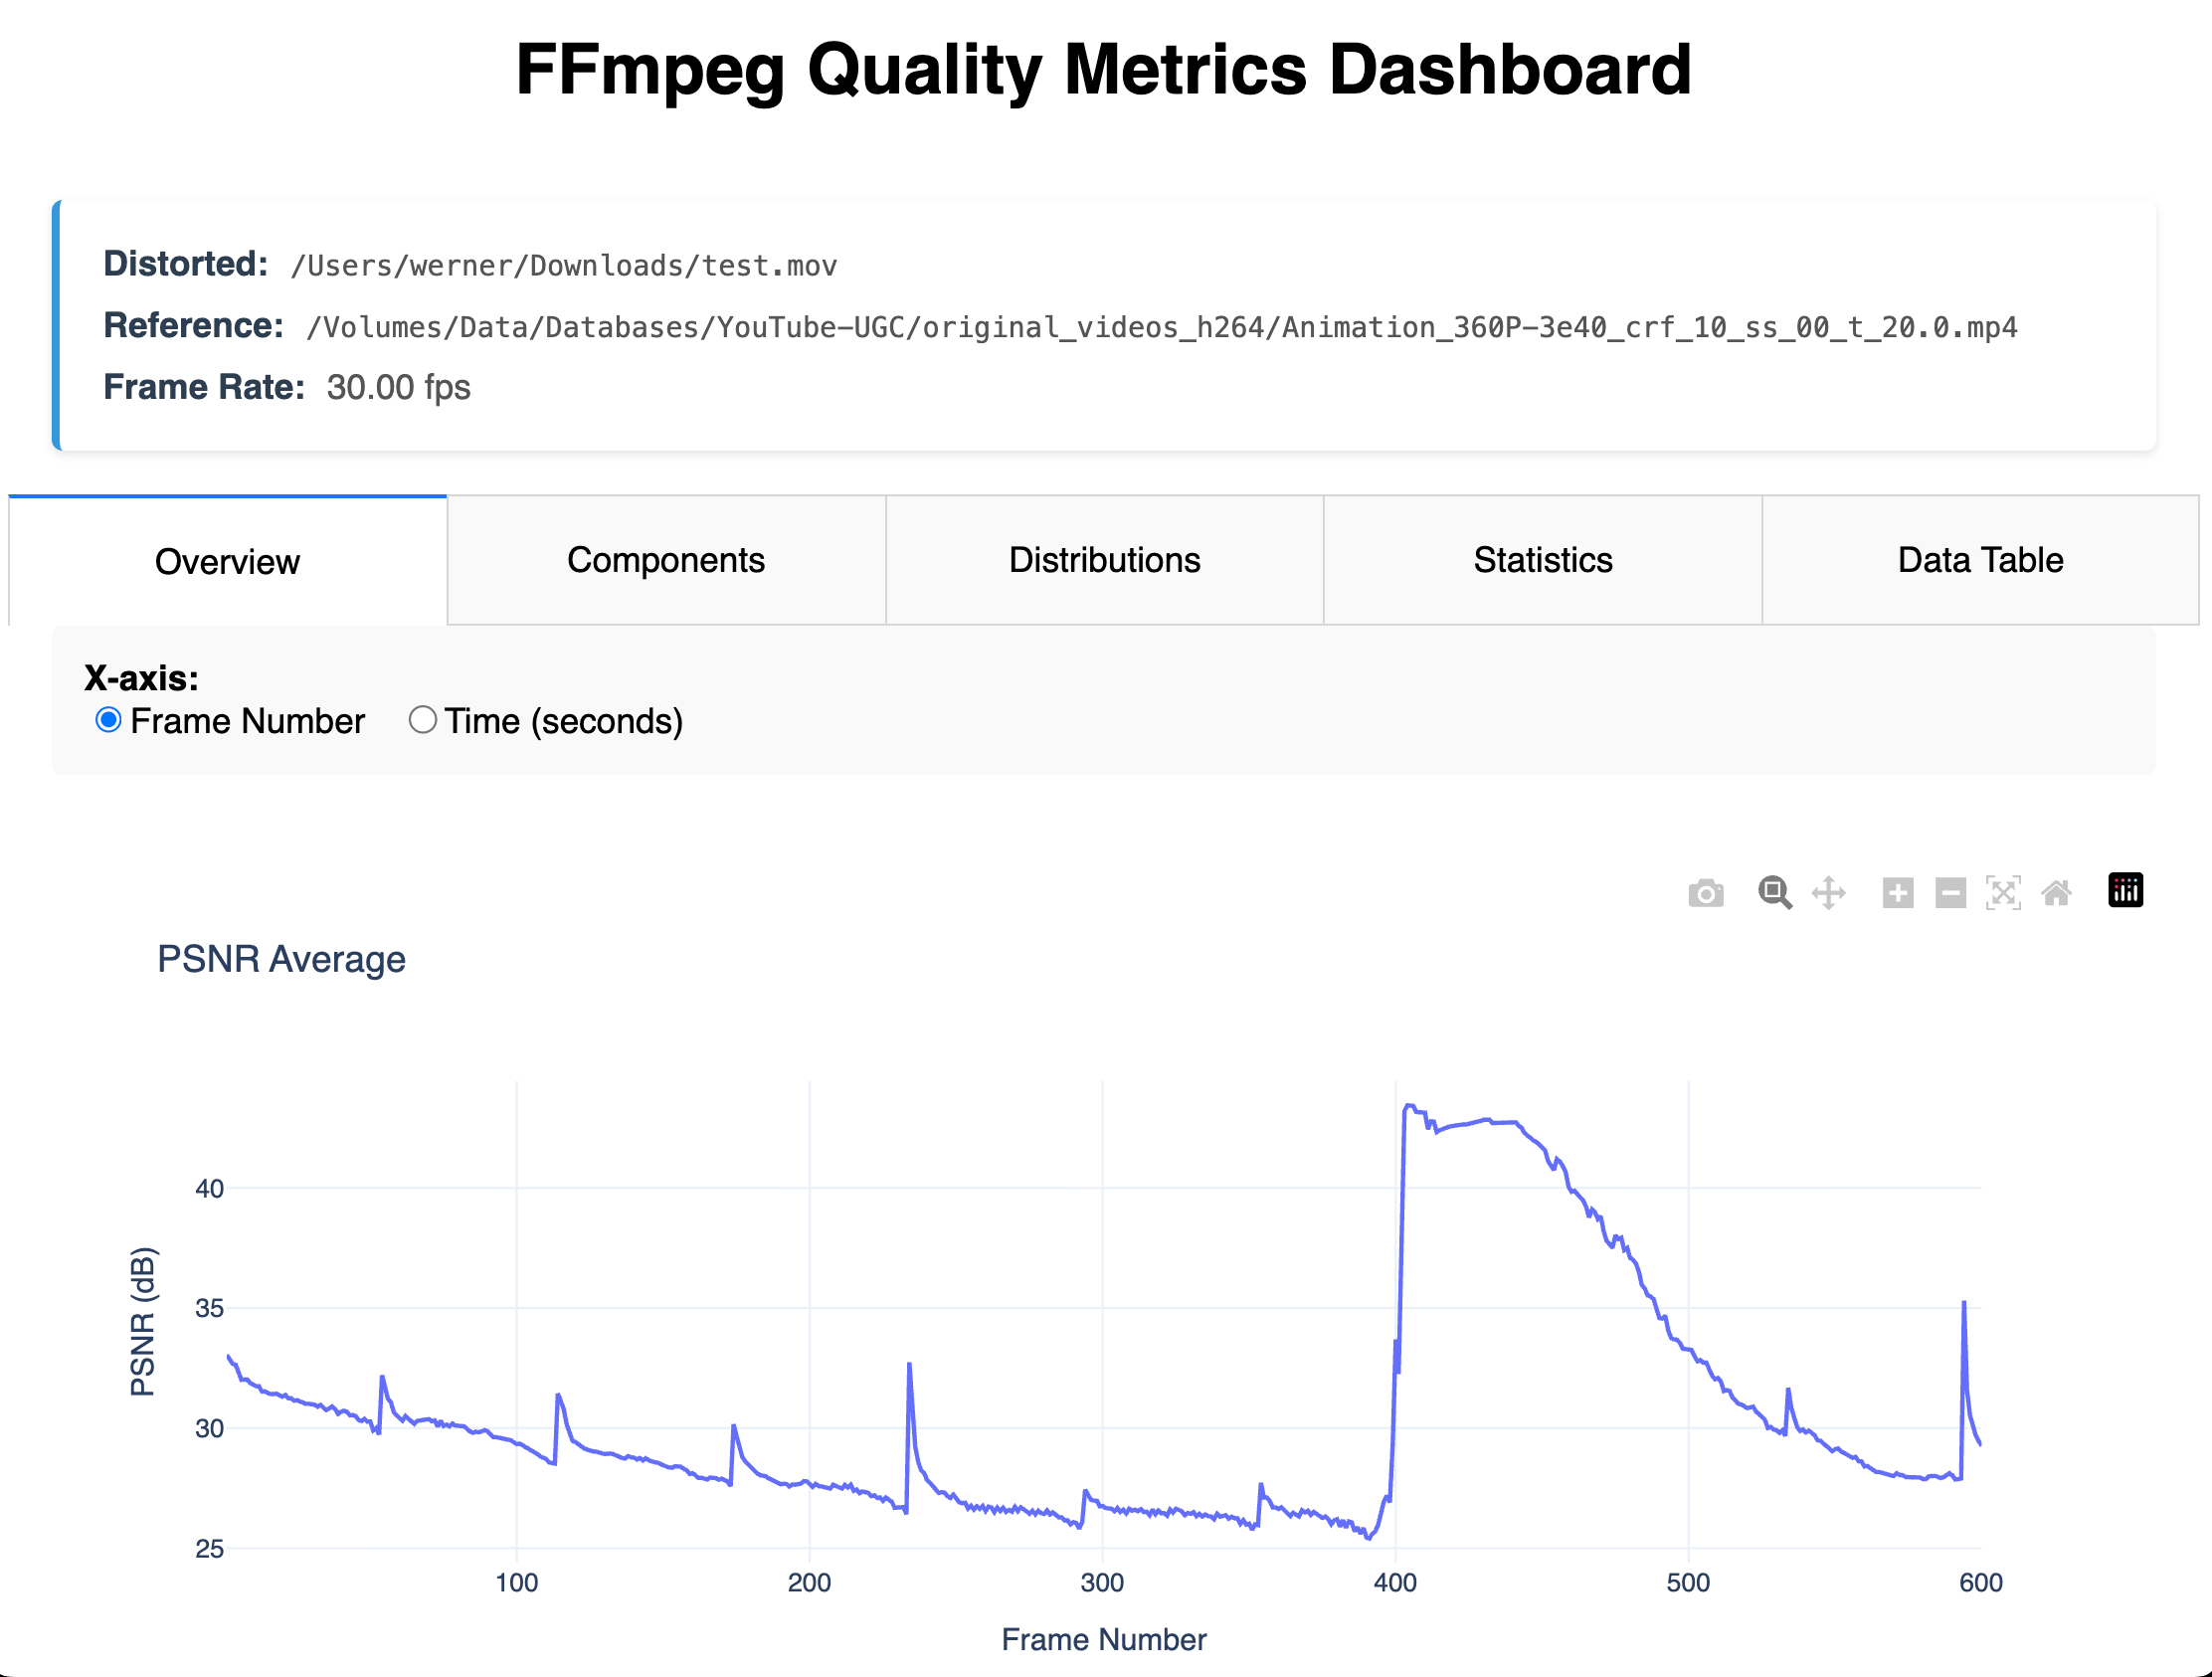 FFmpeg Quality Metrics Dashboard
Distorted: /Users/werner/Downloads/test.mov
Reference: /Volumes/Data/Databases/YouTube-UGC/original_videos_h264/Animation_360P-3e40_crf_10_ss_00_t_20.0.mp4
Frame Rate: 30.00 fps
Overview Components Distributions Statistics Data Table
X-axis:
Frame Number Time (seconds)
PSNR Average
PSNR (dB)
40
35
30
25
100 200 300 400 500 600
Frame Number